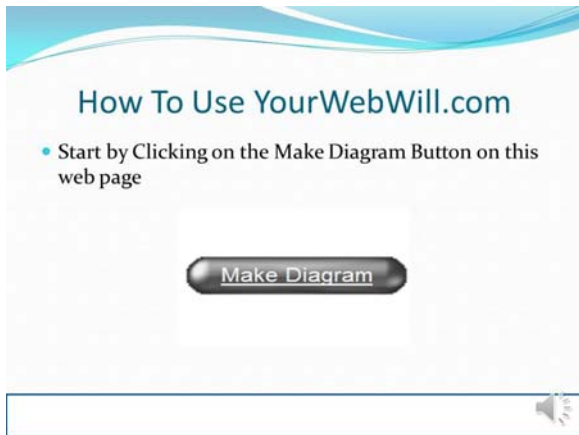 How To Use YourWebWill.com
Start by Clicking on the Make Diagram Button on this
web page
Make Diagram